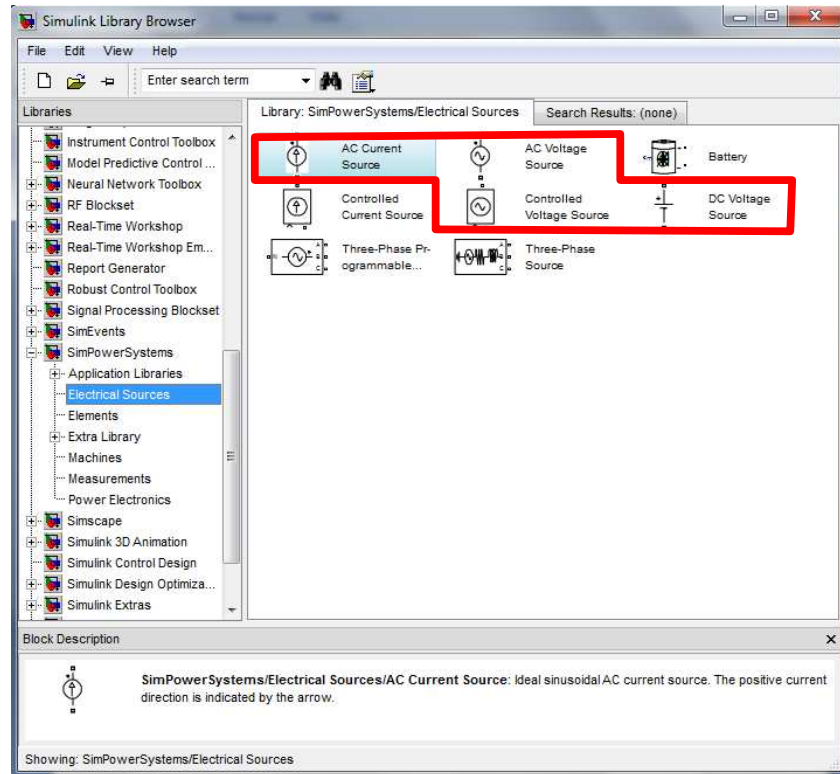 Simulink Library Browser
File Edit View Help
Enter search term
Libraries
Library: SimPowerSystems/Electrical Sources
Search Results: (none)
Instrument Control Toolbox
Model Predictive Control ...
Neural Network Toolbox
RF Blockset
Real-Time Workshop
Real-Time Workshop Em...
Report Generator
Robust Control Toolbox
Signal Processing Blockset
SimEvents
SimPowerSystems
Application Libraries
Electrical Sources
Elements
Extra Library
Machines
Measurements
Power Electronics
Simscape
Simulink 3D Animation
Simulink Control Design
Simulink Design Optimiza...
Simulink Extras
AC Current
Source
AC Voltage
Source
Battery
Controlled
Current Source
Controlled
Voltage Source
DC Voltage
Source
Three-Phase Pr-
ogrammable...
Three-Phase
Source
Block Description
SimPowerSystems/Electrical Sources/AC Current Source: Ideal sinusoidal AC current source. The positive current
direction is indicated by the arrow.
Showing: SimPowerSystems/Electrical Sources